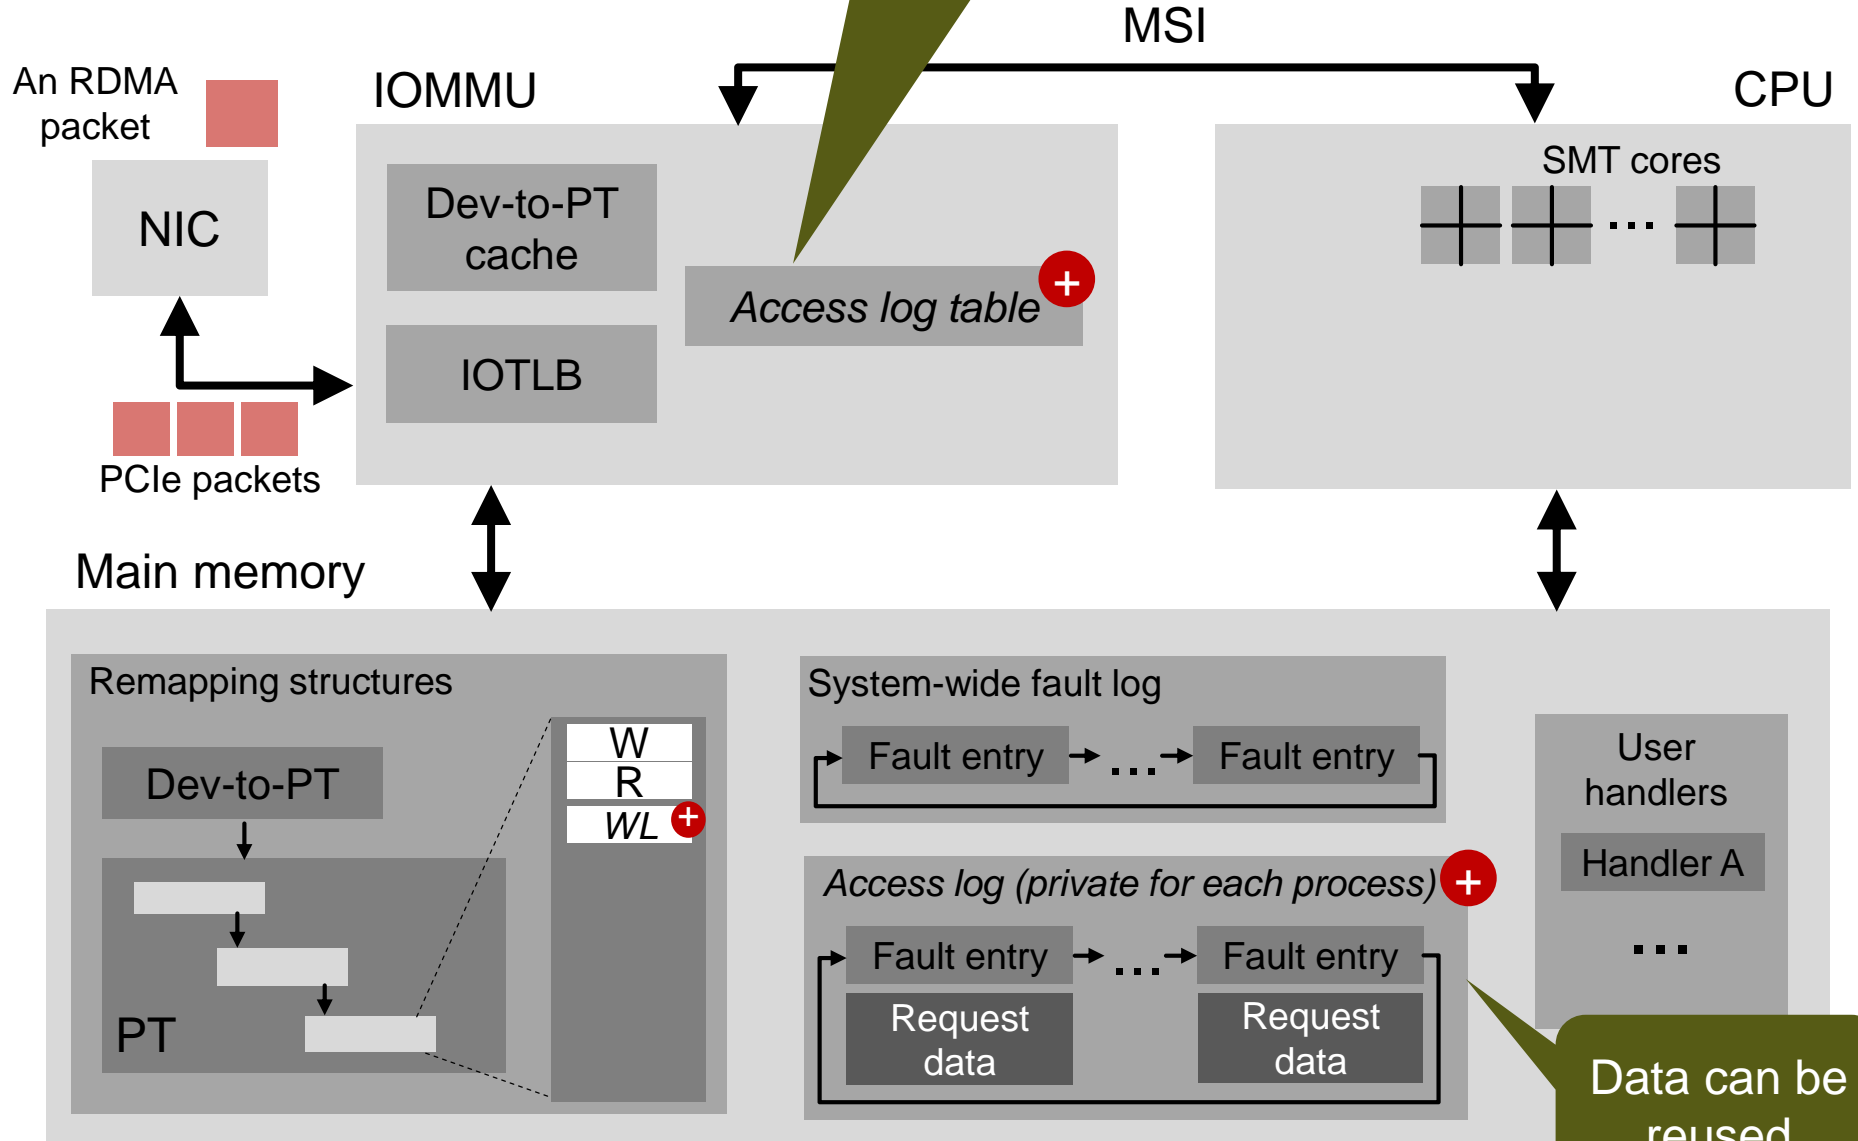 MSI
An RDMA
packet
IOMMU
CPU
SMT cores
NIC
Dev-to-PT
cache
...
Access log table
+
IOTLB
PCIe packets
Main memory
Remapping structures
W
R
WL
+
Dev-to-PT
PT
System-wide fault log
Fault entry
...
Fault entry
Access log (private for each process)
+
Fault entry
...
Fault entry
Request
data
Request
data
User
handlers
Handler A
...
Data can be
reused